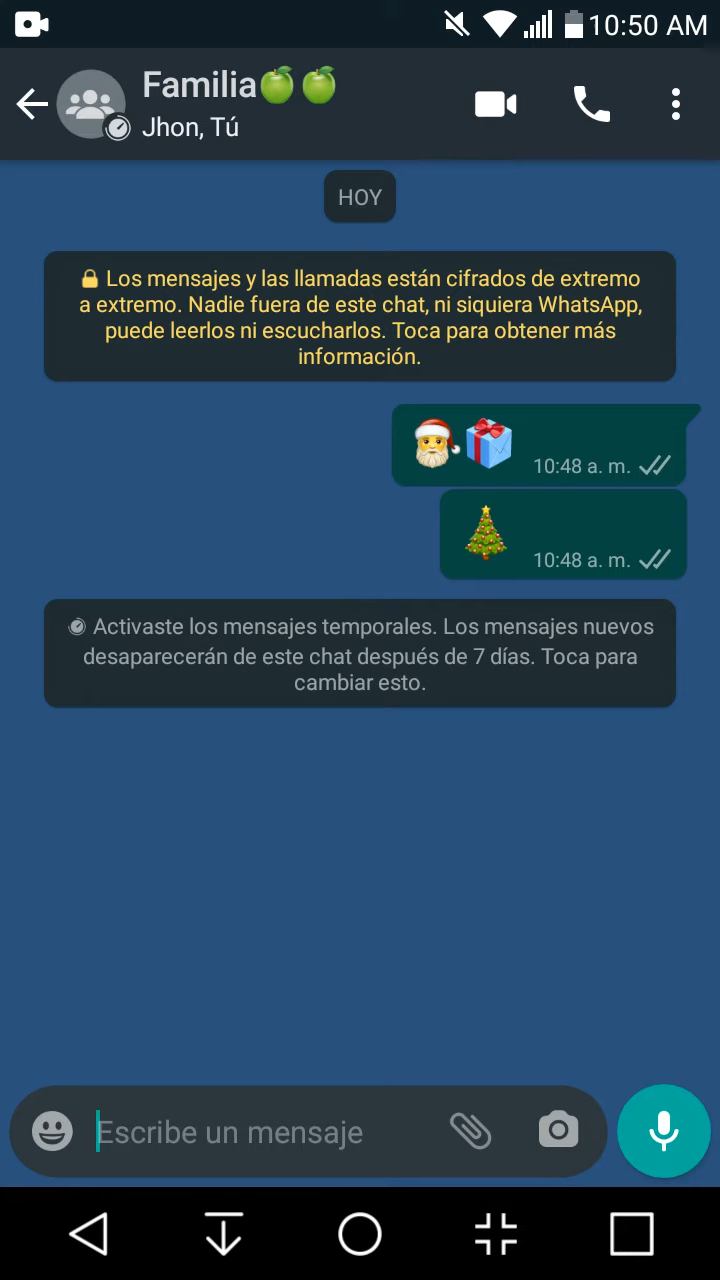 10:50 AM
Familia🍏🍏
Jhon, Tú
HOY
🔒 Los mensajes y las llamadas están cifrados de extremo
a extremo. Nadie fuera de este chat, ni siquiera WhatsApp,
puede leerlos ni escucharlos. Toca para obtener más
información.
🎅🎁 10:48 a. m.
🎄 10:48 a. m.
Activaste los mensajes temporales. Los mensajes nuevos
desaparecerán de este chat después de 7 días. Toca para
cambiar esto.
Escribe un mensaje